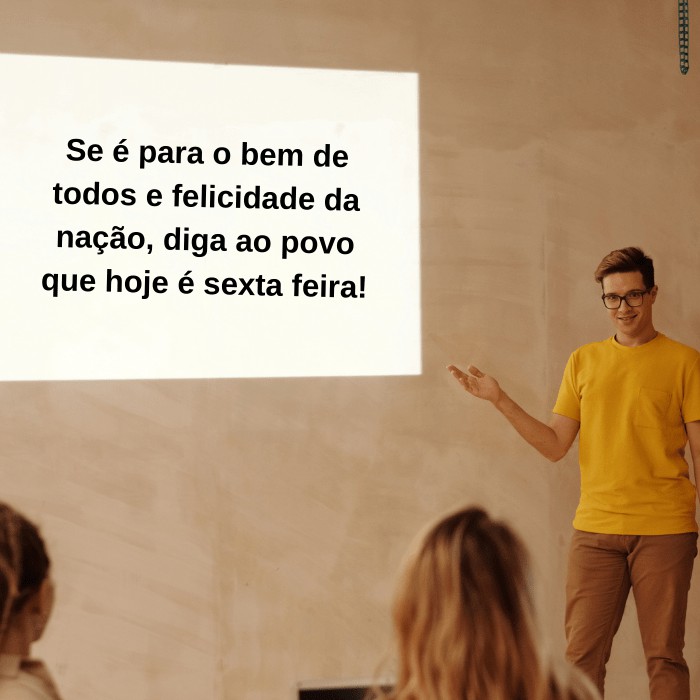 Se é para o bem de
todos e felicidade da
nação, diga ao povo
que hoje é sexta feira!